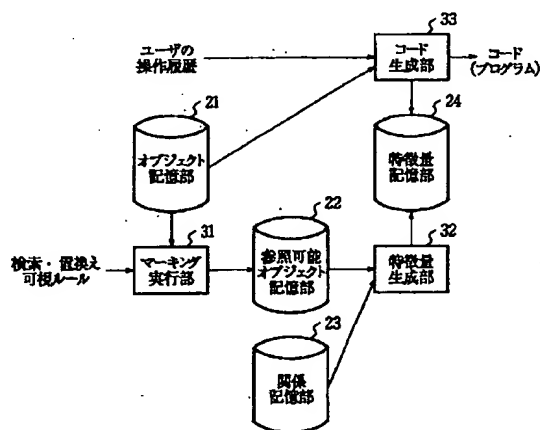 33
ユーザの
操作履歴
コード
生成部
コード
(プログラム)
21
24
オブジェクト
記憶部
特徴量
記憶部
31
22
32
検索・置換え
可視ルール
マーキング
実行部
参照可能
オブジェクト
記憶部
特徴量
生成部
23
関係
記憶部